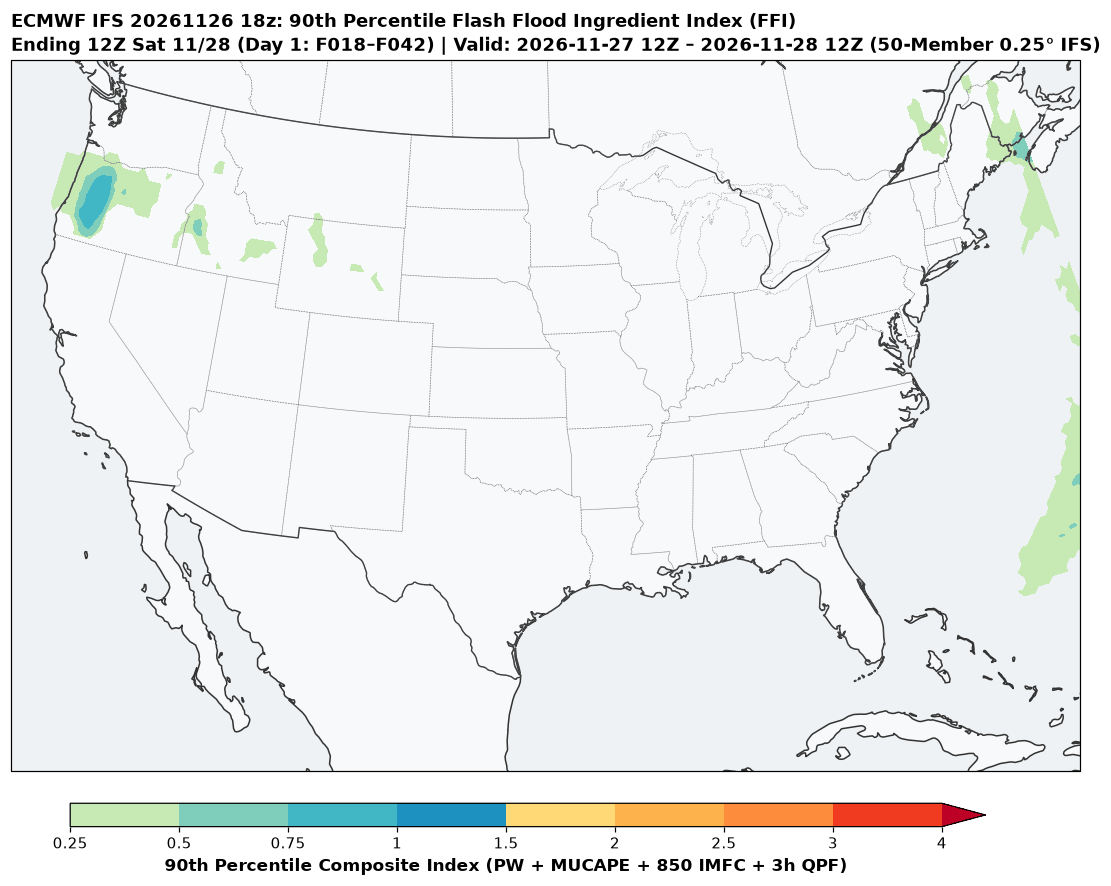 ECMWF IFS 20261126 18z: 90th Percentile Flash Flood Ingredient Index (FFI)
Ending 12Z Sat 11/28 (Day 1: F018–F042) | Valid: 2026-11-27 12Z – 2026-11-28 12Z (50-Member 0.25° IFS)
0.25 0.5 0.75 1 1.5 2 2.5 3 4
90th Percentile Composite Index (PW + MUCAPE + 850 IMFC + 3h QPF)